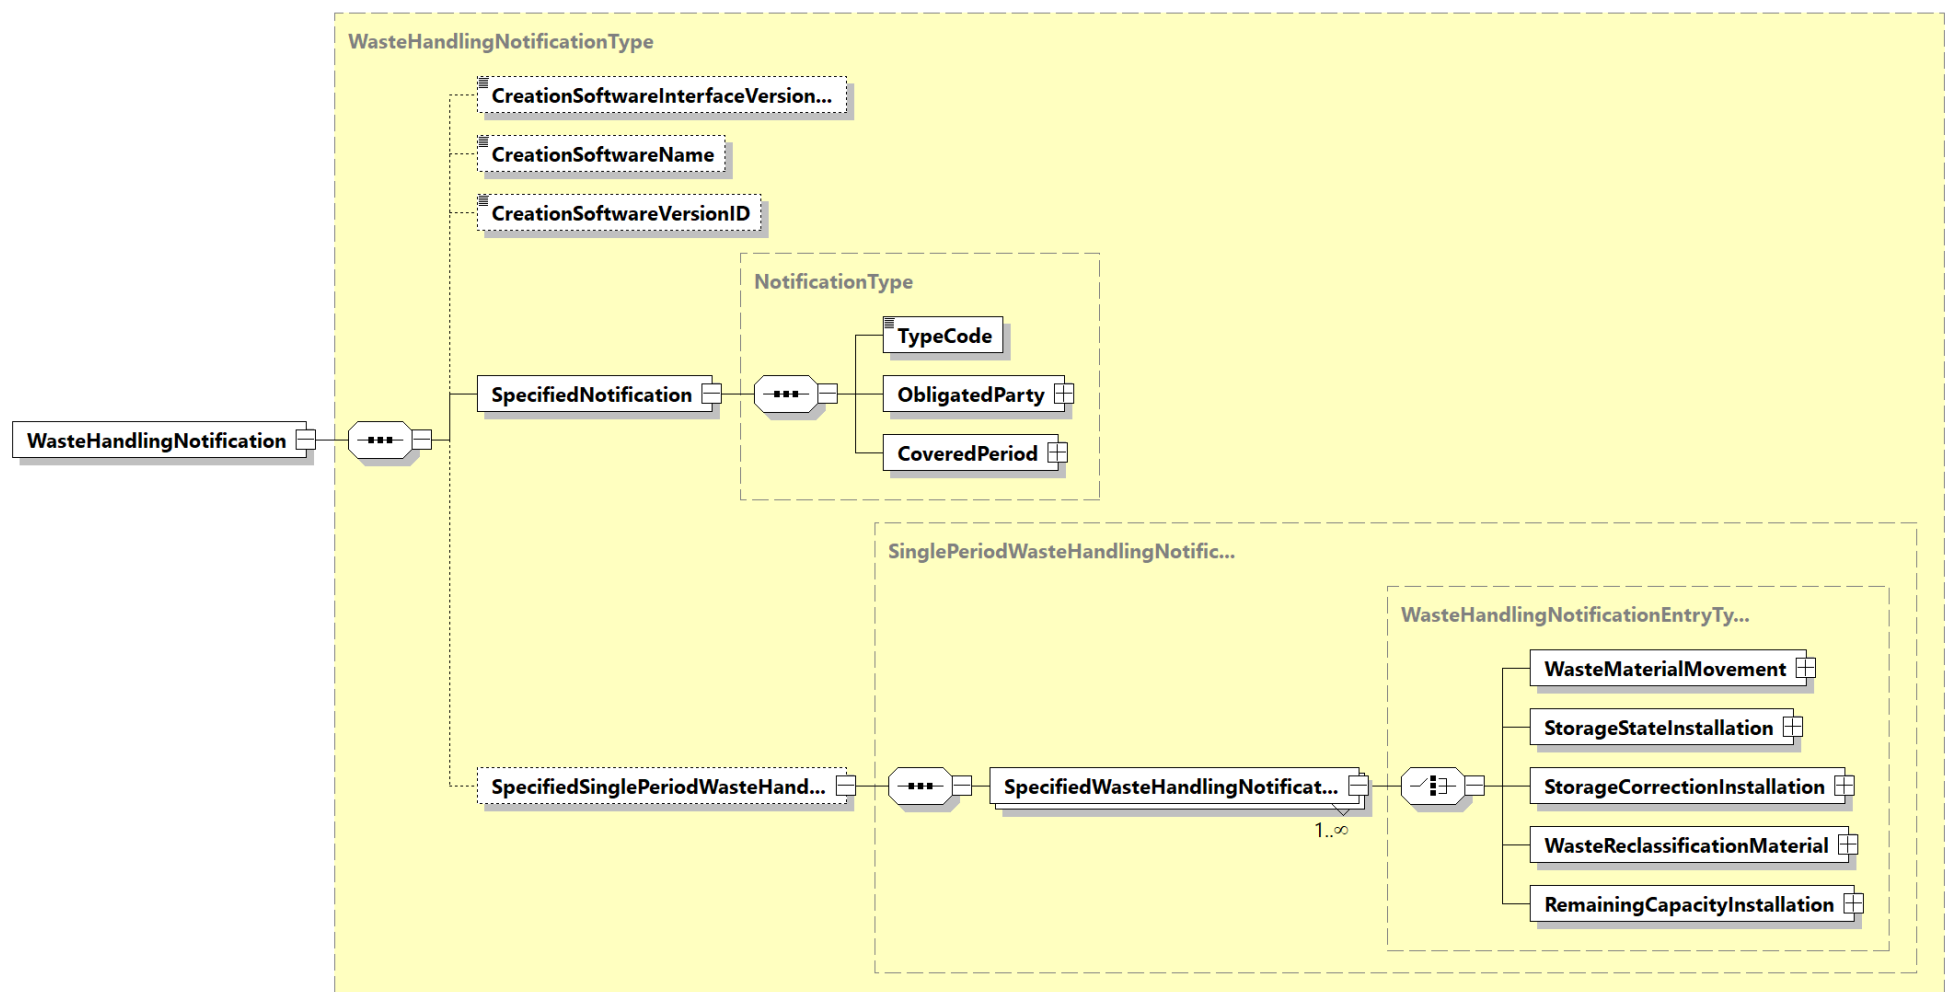 WasteHandlingNotificationType
CreationSoftwareInterfaceVersion...
CreationSoftwareName
CreationSoftwareVersionID
NotificationType
TypeCode
SpecifiedNotification
ObligatedParty
WasteHandlingNotification
CoveredPeriod
SinglePeriodWasteHandlingNotific...
WasteHandlingNotificationEntryTy...
WasteMaterialMovement
StorageStateInstallation
SpecifiedSinglePeriodWasteHand...
SpecifiedWasteHandlingNotificat...
1..∞
StorageCorrectionInstallation
WasteReclassificationMaterial
RemainingCapacityInstallation